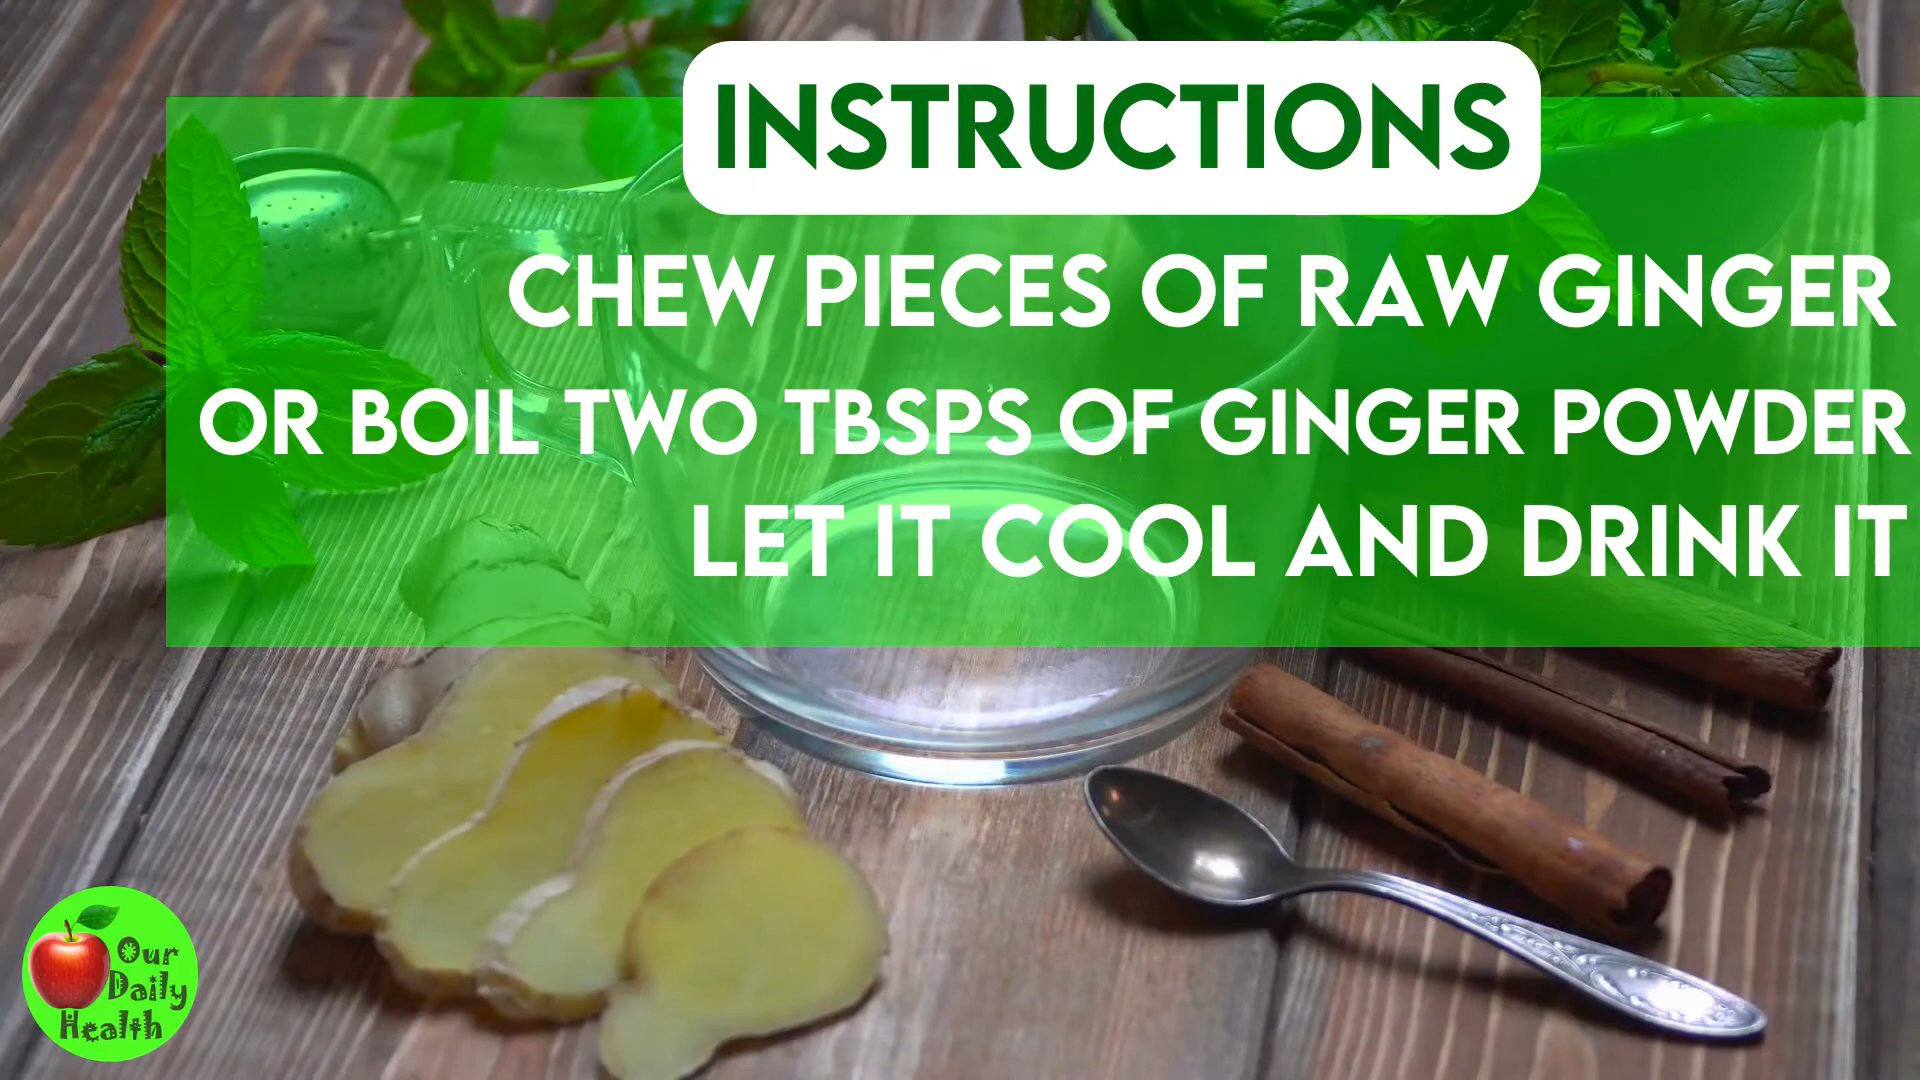 INSTRUCTIONS
CHEW PIECES OF RAW GINGER
OR BOIL TWO TBSPS OF GINGER POWDER
LET IT COOL AND DRINK IT
Our
Daily
Health